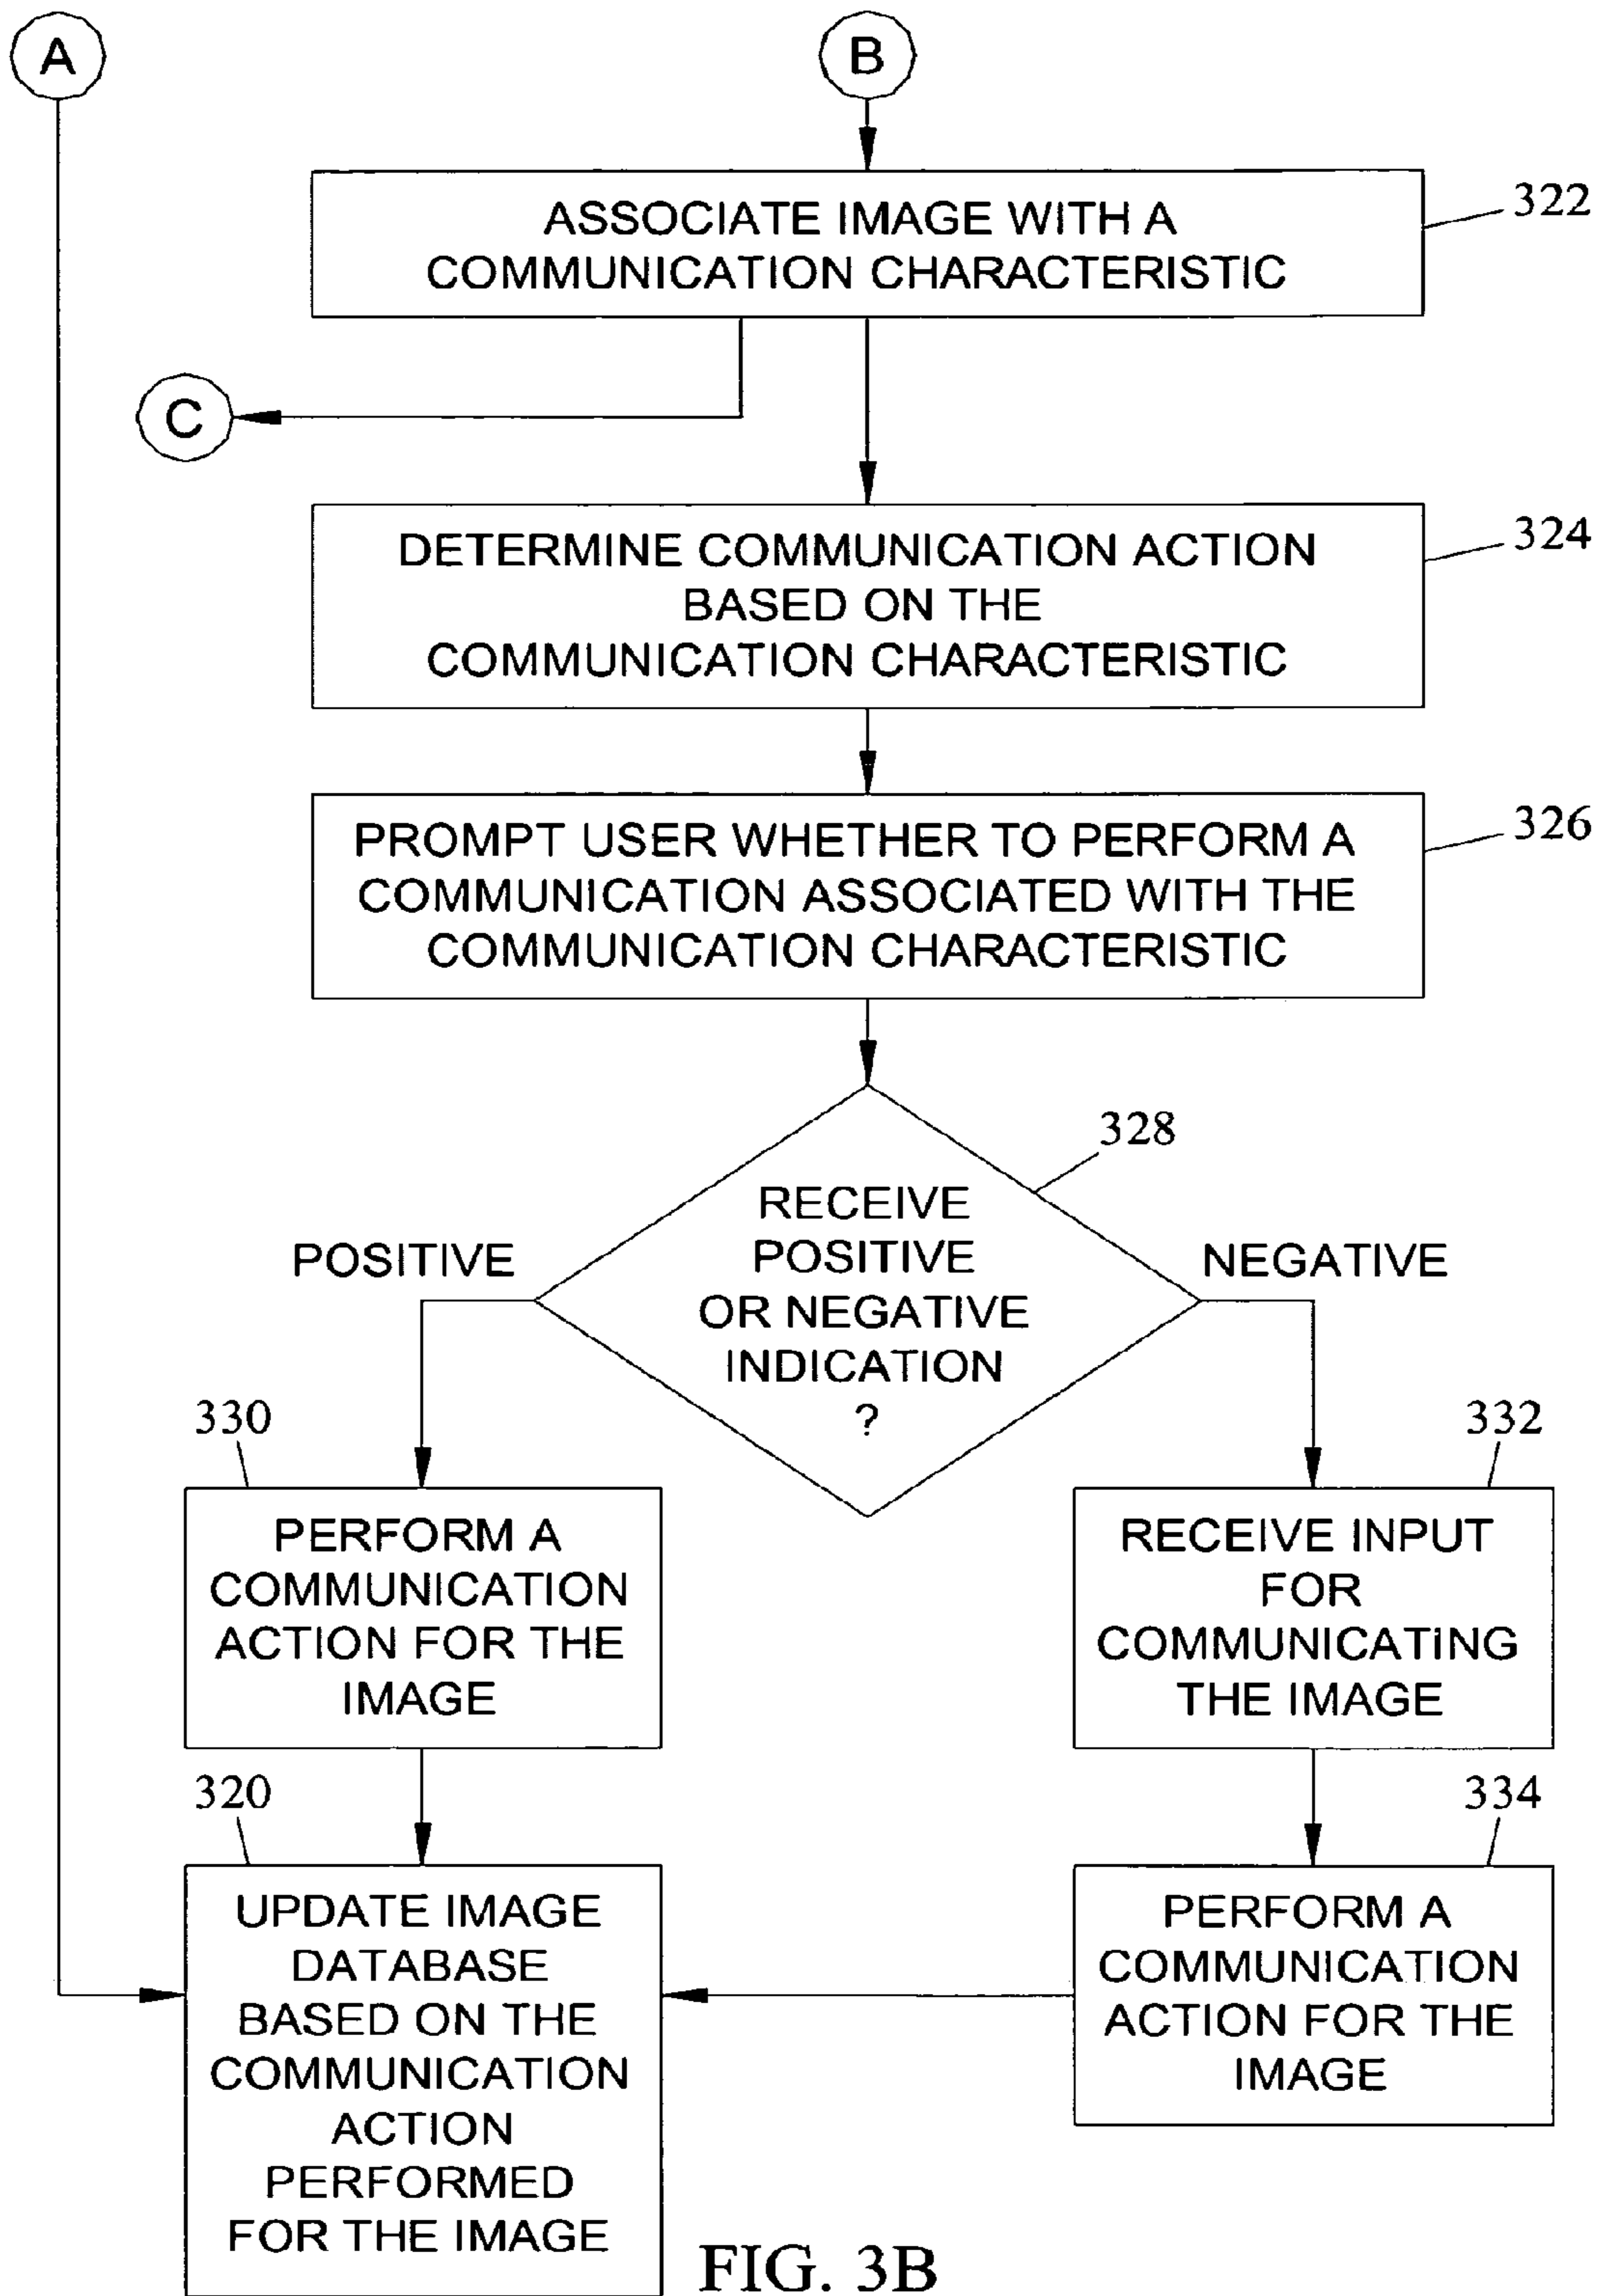 A
B
ASSOCIATE IMAGE WITH A
COMMUNICATION CHARACTERISTIC
322
C
DETERMINE COMMUNICATION ACTION
BASED ON THE
COMMUNICATION CHARACTERISTIC
324
PROMPT USER WHETHER TO PERFORM A
COMMUNICATION ASSOCIATED WITH THE
COMMUNICATION CHARACTERISTIC
326
328
RECEIVE
POSITIVE
OR NEGATIVE
INDICATION
?
POSITIVE
NEGATIVE
330
PERFORM A
COMMUNICATION
ACTION FOR THE
IMAGE
332
RECEIVE INPUT
FOR
COMMUNICATING
THE IMAGE
320
UPDATE IMAGE
DATABASE
BASED ON THE
COMMUNICATION
ACTION
PERFORMED
FOR THE IMAGE
334
PERFORM A
COMMUNICATION
ACTION FOR THE
IMAGE
FIG. 3B